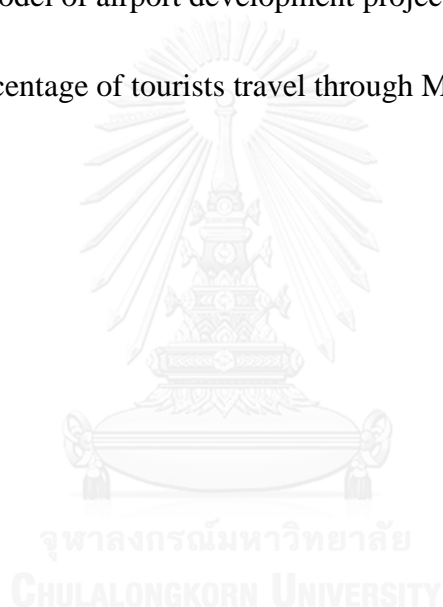 odel of airport development projec
centage of tourists travel through M
จุฬาลงกรณ์มหาวิทยาลัย
CHULALONGKORN UNIVERSITY